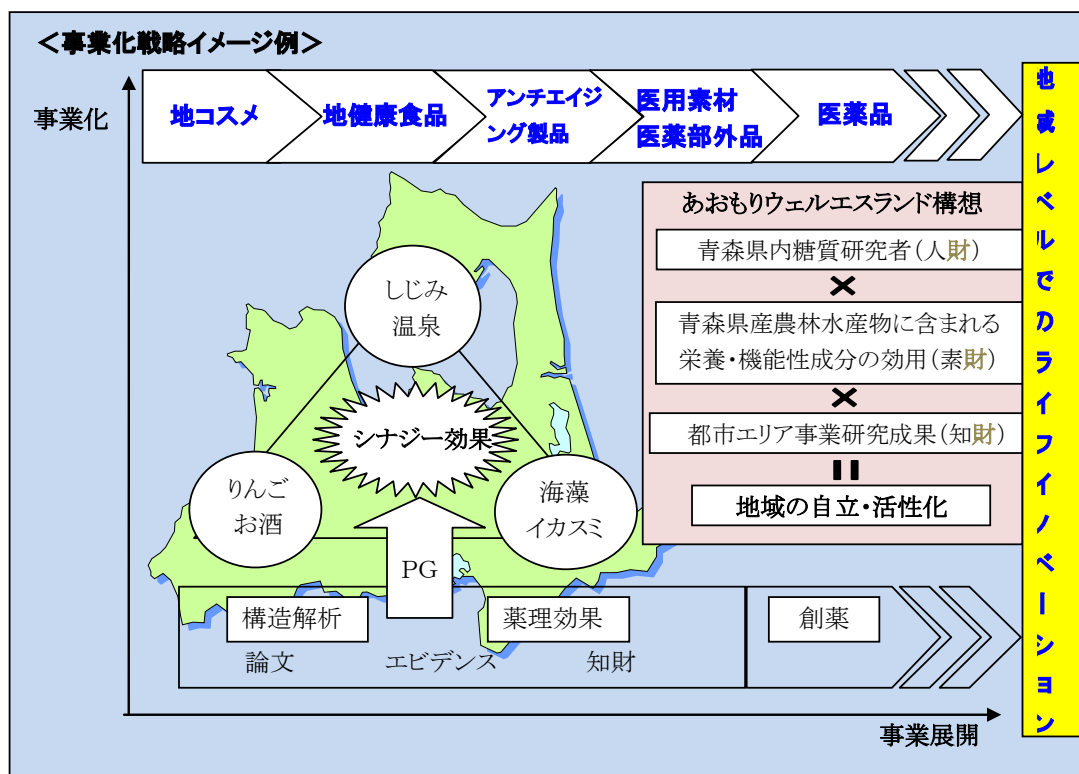 ＜事業化戦略イメージ例＞
事業化
地コスメ
地健康食品
アンチエイジ
ング製品
医用素材
医薬部外品
医薬品
地域レベルでのライフイノベーション
あおもりウェルエスランド構想
青森県内糖質研究者(人財)
×
青森県産農林水産物に含まれる
栄養・機能性成分の効用(素財)
×
都市エリア事業研究成果(知財)
＝
地域の自立・活性化
しじみ
温泉
シナジー効果
りんご
お酒
海藻
イカスミ
PG
構造解析
薬理効果
創薬
論文
エビデンス
知財
事業展開